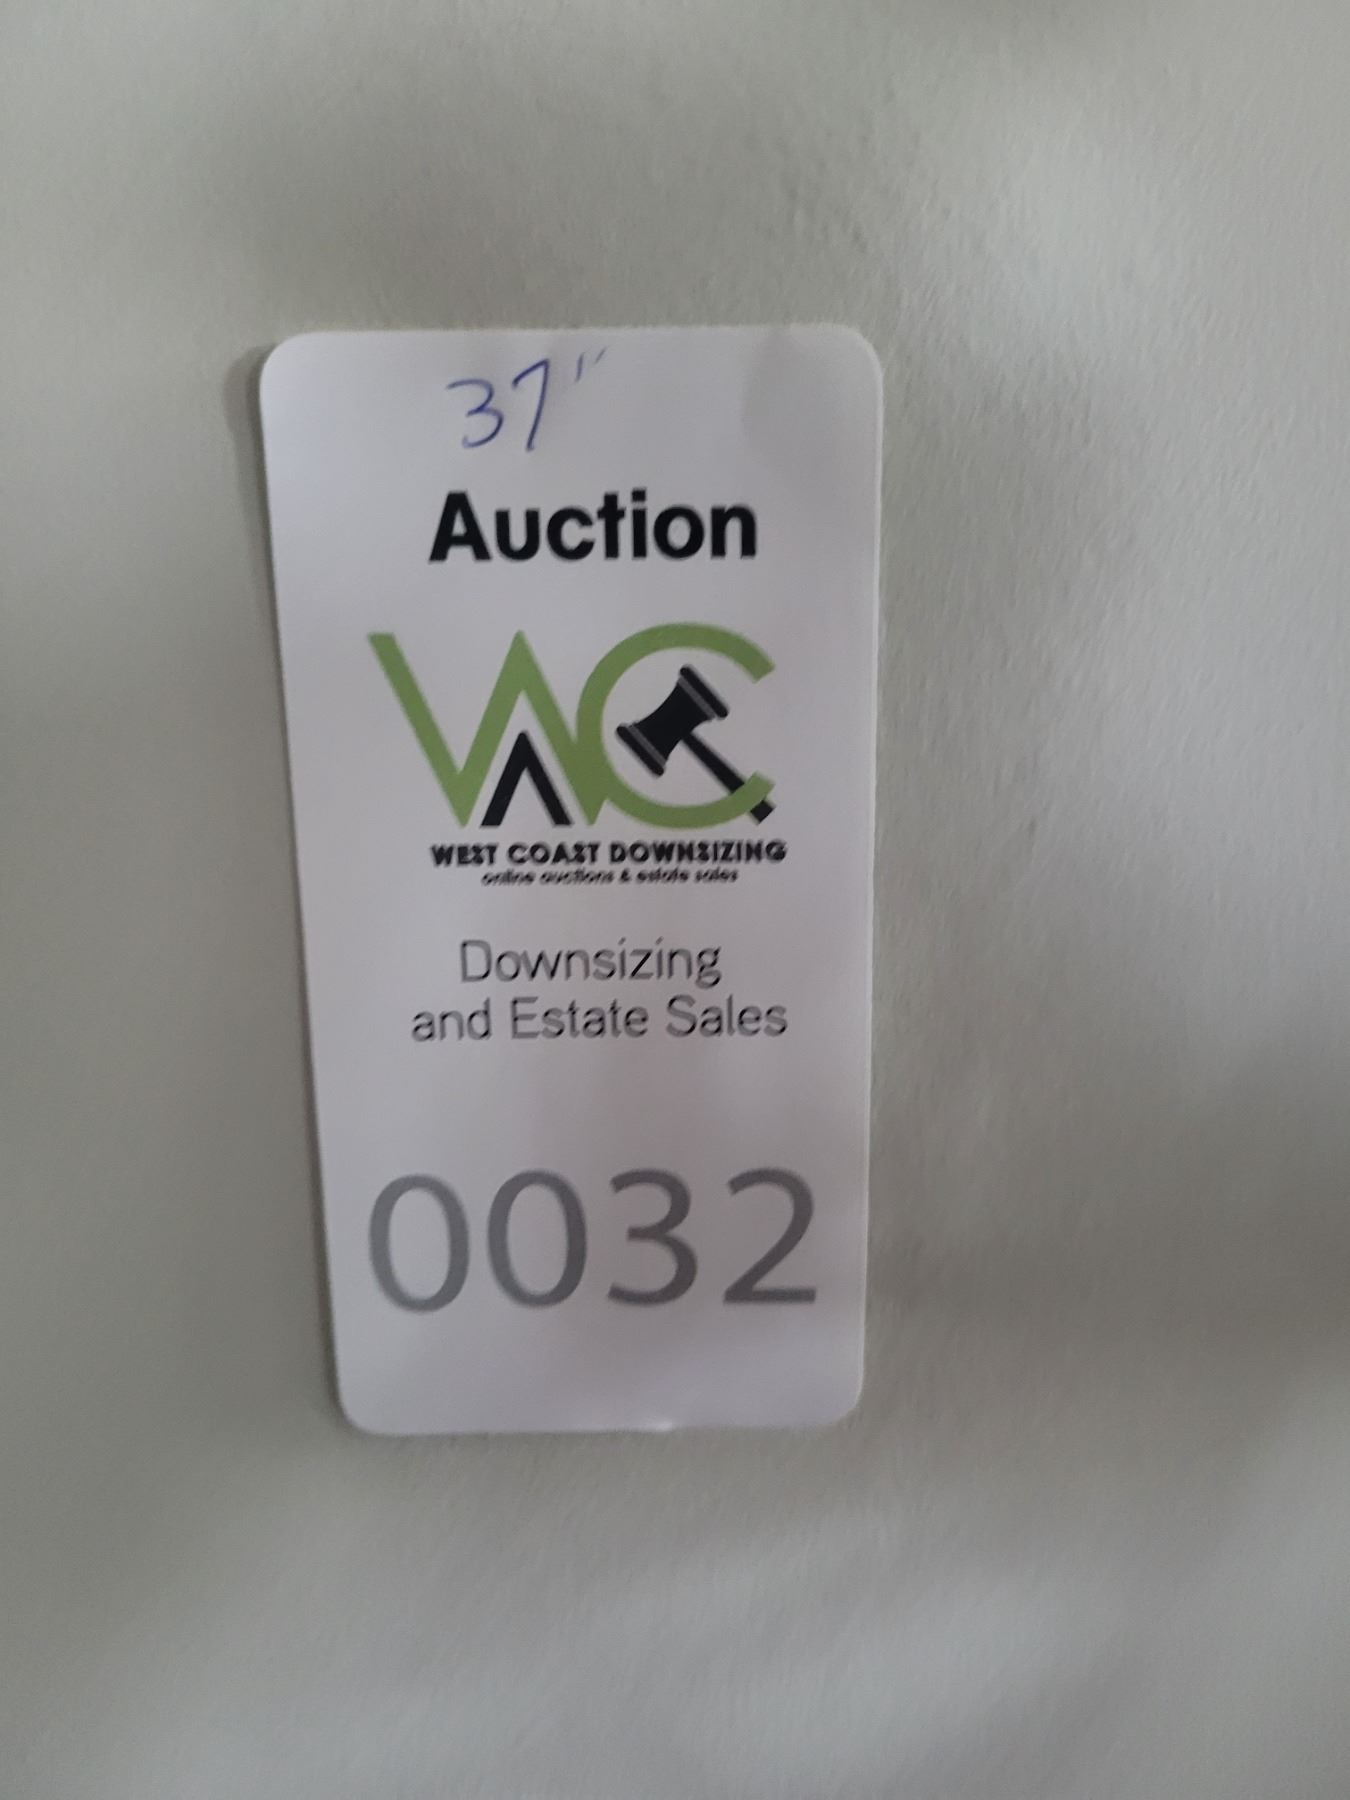 37"
Auction
WC
WEST COAST DOWNSIZING
online auctions & estate sales
Downsizing
and Estate Sales
0032